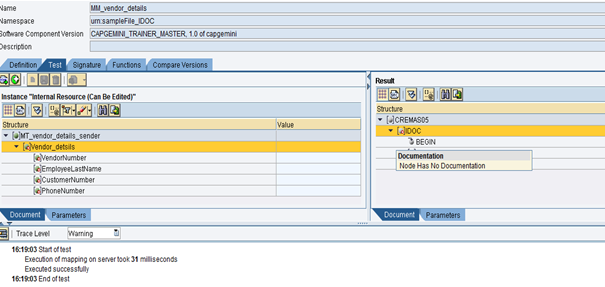 Name MM_vendor_details
Namespace urn:sampleFile_IDOC
Software Component Version CAPGEMINI_TRAINER_MASTER, 1.0 of capgemini
Description
Definition Test Signature Functions Compare Versions
Instance "Internal Resource (Can Be Edited)"
Structure Value
MT_vendor_details_sender
Vendor_details
VendorNumber
EmployeeLastName
CustomerNumber
PhoneNumber
Document Parameters
Result
Structure
CREMAS05
IDOC
BEGIN
Documentation
Node Has No Documentation
Document Parameters
Trace Level Warning
16:19:03 Start of test
Execution of mapping on server took 31 milliseconds
Executed successfully
16:19:03 End of test